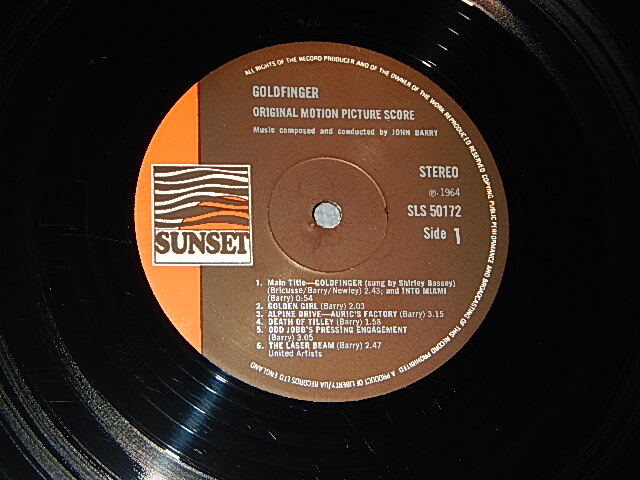 ALL RIGHTS OF THE RECORD PRODUCER AND OF THE OWNER OF THE WORK REPRODUCED RESERVED COPYING PUBLIC PERFORMANCE AND BROADCASTING OF THIS RECORD PROHIBITED
GOLDFINGER
ORIGINAL MOTION PICTURE SCORE
Music composed and conducted by JOHN BARRY
STEREO
℗ 1964
SLS 50172
Side 1
SUNSET
1. Main Title—GOLDFINGER (sung by Shirley Bassey)
(Bricusse/Barry/Newley) 2.43; and INTO MIAMI
(Barry) 0:54
2. GOLDEN GIRL (Barry) 2.03
3. ALPINE DRIVE—AURIC'S FACTORY (Barry) 3.15
4. DEATH OF TILLEY (Barry) 1.58
5. ODD JOBB'S PRESSING ENGAGEMENT
(Barry) 3.05
6. THE LASER BEAM (Barry) 2.47
United Artists
A PRODUCT OF LIBERTY/UA RECORDS LTD ENGLAND